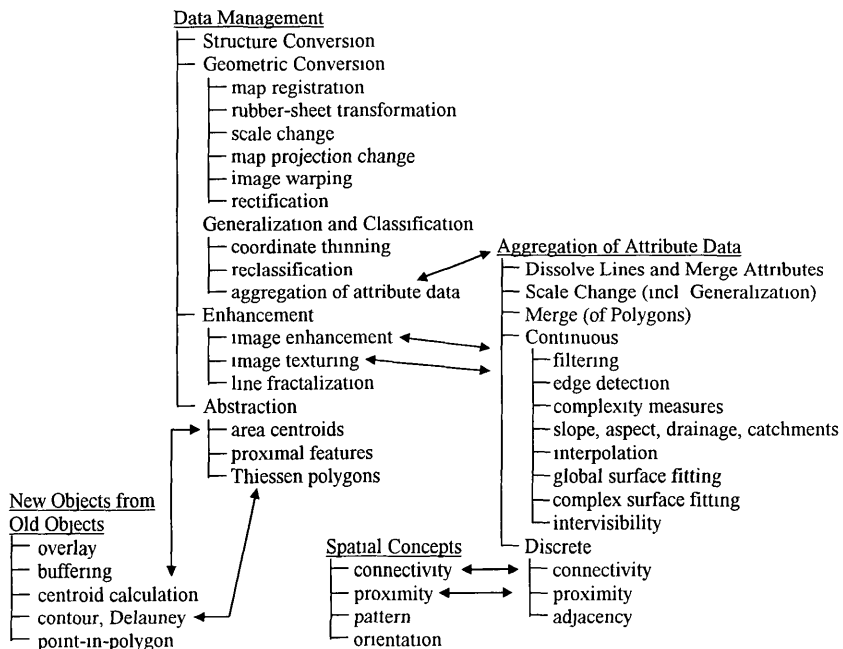 Data Management
Structure Conversion
Geometric Conversion
map registration
rubber-sheet transformation
scale change
map projection change
image warping
rectification
Generalization and Classification
coordinate thinning
reclassification
aggregation of attribute data
Enhancement
image enhancement
image texturing
line fractalization
Abstraction
area centroids
proximal features
Thiessen polygons
Aggregation of Attribute Data
Dissolve Lines and Merge Attributes
Scale Change (incl Generalization)
Merge (of Polygons)
Continuous
filtering
edge detection
complexity measures
slope, aspect, drainage, catchments
interpolation
global surface fitting
complex surface fitting
intervisibility
Discrete
connectivity
proximity
adjacency
New Objects from
Old Objects
overlay
buffering
centroid calculation
contour, Delauney
point-in-polygon
Spatial Concepts
connectivity
proximity
pattern
orientation